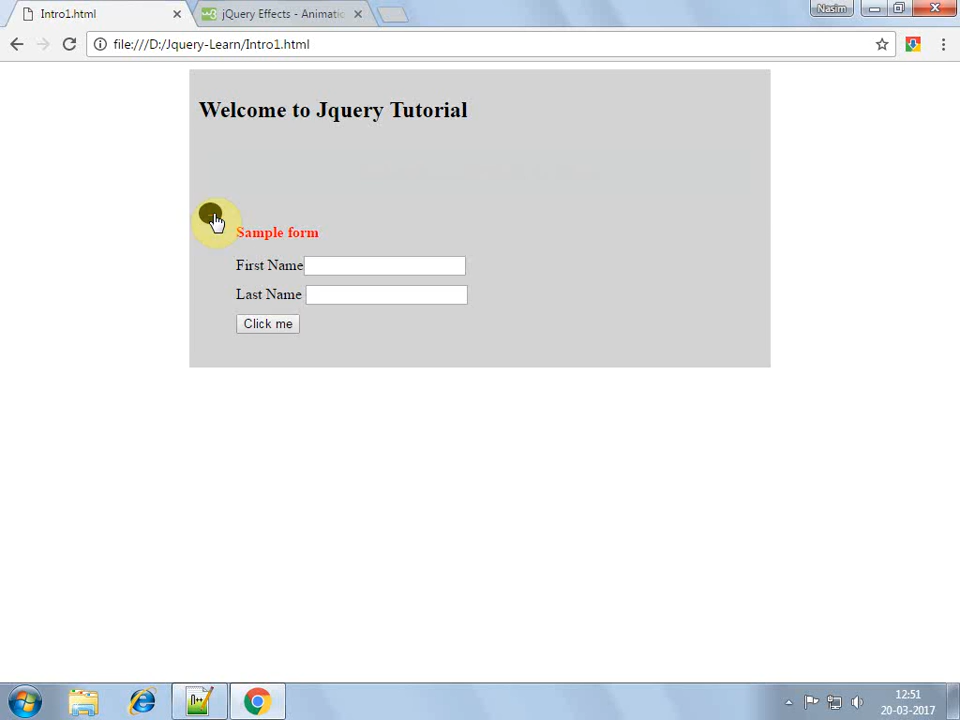 Intro1.html
jQuery Effects - Animatic
Nasim
file:///D:/Jquery-Learn/Intro1.html
Welcome to Jquery Tutorial
Sample form
First Name
Last Name
Click me
12:51
20-03-2017